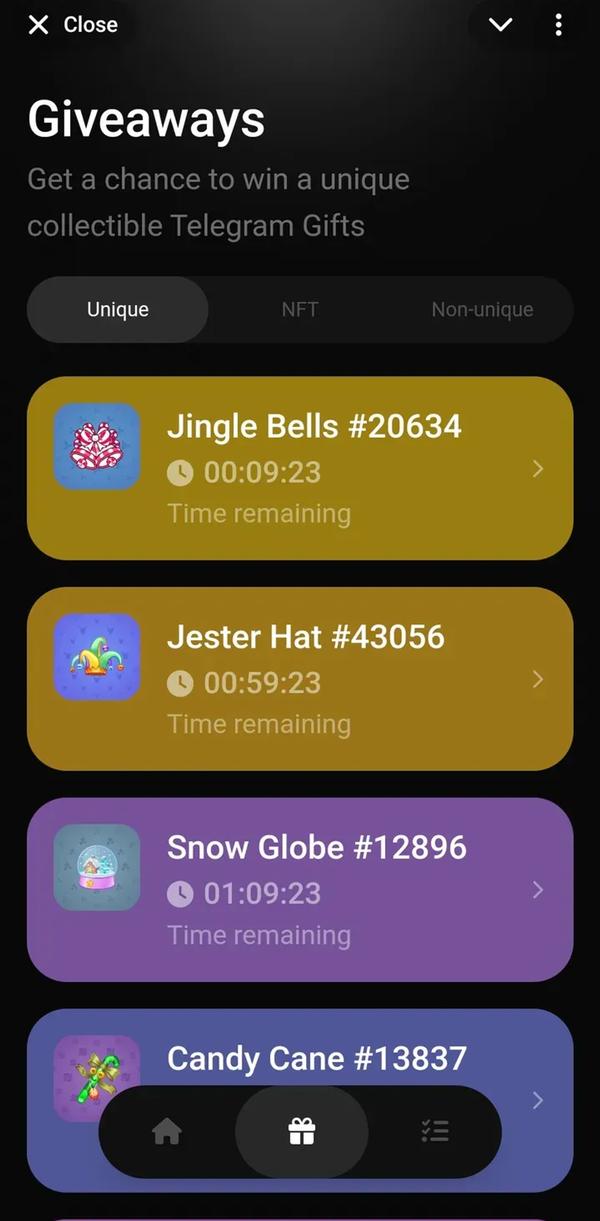 Close
Giveaways
Get a chance to win a unique
collectible Telegram Gifts
Unique NFT Non-unique
Jingle Bells #20634
00:09:23
Time remaining
Jester Hat #43056
00:59:23
Time remaining
Snow Globe #12896
01:09:23
Time remaining
Candy Cane #13837